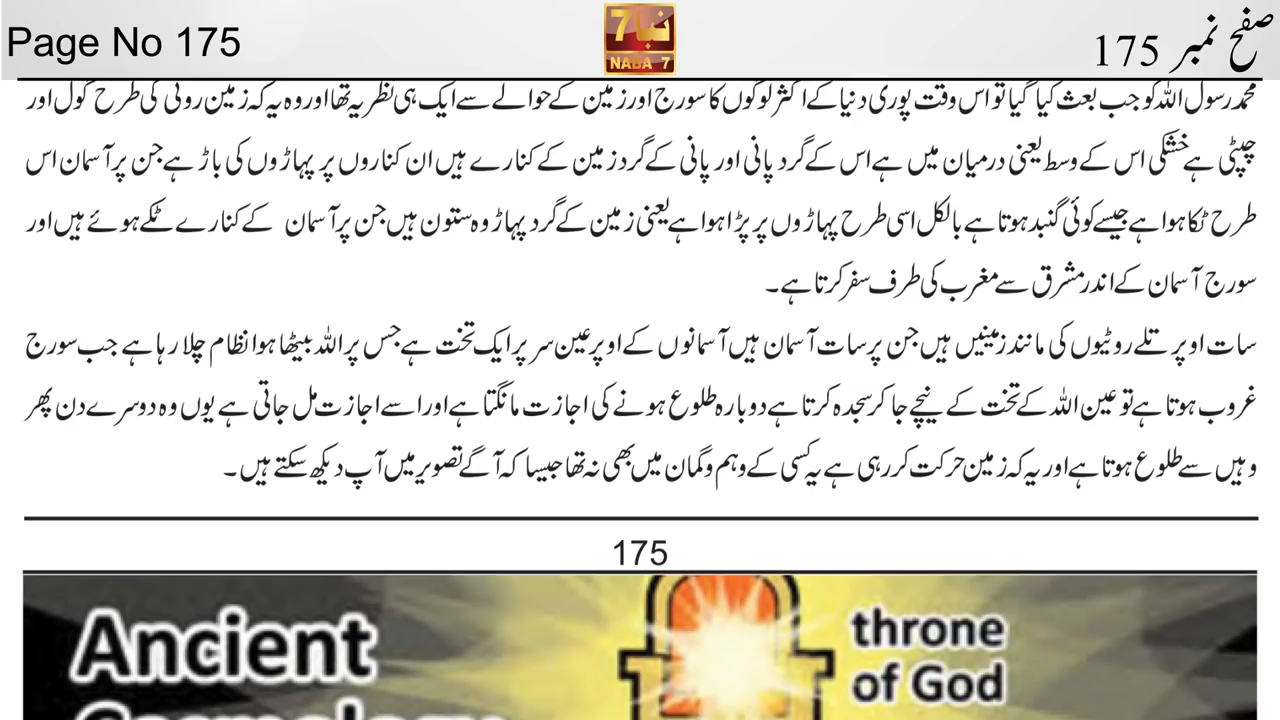 Page No 175
نبا 7
NABA 7
صفحہ نمبر 175
محمد رسول اللہ کو جب بعث کیا گیا تو اس وقت پوری دنیا کے اکثر لوگوں کا سورج اور زمین کے حوالے سے ایک ہی نظریہ تھا اور وہ یہ کہ زمین روٹی کی طرح گول اور
چپٹی ہے خشکی اس کے وسط یعنی درمیان میں ہے اس کے گرد پانی اور پانی کے گرد زمین کے کنارے ہیں ان کناروں پر پہاڑوں کی باڑ ہے جن پر آسمان اس
طرح ٹکا ہوا ہے جیسے کوئی گنبد ہوتا ہے بالکل اسی طرح پہاڑوں پر پڑا ہوا ہے یعنی زمین کے گرد پہاڑ وہ ستون ہیں جن پر آسمان کے کنارے ٹکے ہوئے ہیں اور
سورج آسمان کے اندر مشرق سے مغرب کی طرف سفر کرتا ہے۔
سات اوپر تلے روٹیوں کی مانند زمینیں ہیں جن پر سات آسمان ہیں آسمانوں کے اوپر عین سر پر ایک تخت ہے جس پر اللہ بیٹھا ہوا نظام چلا رہا ہے جب سورج
غروب ہوتا ہے تو عین اللہ کے تخت کے نیچے جا کر سجدہ کرتا ہے دوبارہ طلوع ہونے کی اجازت مانگتا ہے اور اسے اجازت مل جاتی ہے یوں وہ دوسرے دن پھر
وہیں سے طلوع ہوتا ہے اور یہ کہ زمین حرکت کر رہی ہے یہ کسی کے وہم و گمان میں بھی نہ تھا جیسا کہ آگے تصویر میں آپ دیکھ سکتے ہیں۔
175
Ancient
Cosmology
throne
of God